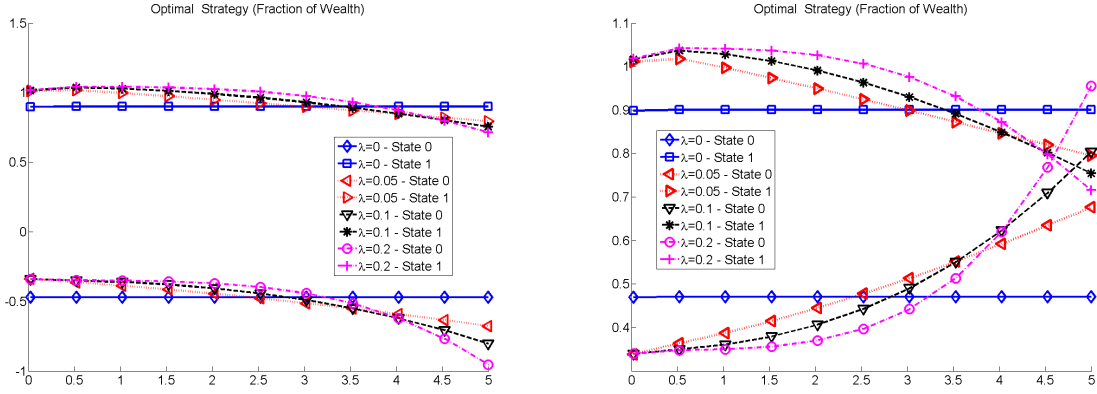 Optimal Strategy (Fraction of Wealth)
1.5
1
0.5
0
-0.5
-1
0 0.5 1 1.5 2 2.5 3 3.5 4 4.5 5
λ=0 - State 0
λ=0 - State 1
λ=0.05 - State 0
λ=0.05 - State 1
λ=0.1 - State 0
λ=0.1 - State 1
λ=0.2 - State 0
λ=0.2 - State 1
Optimal Strategy (Fraction of Wealth)
1.1
1
0.9
0.8
0.7
0.6
0.5
0.4
0 0.5 1 1.5 2 2.5 3 3.5 4 4.5 5
λ=0 - State 0
λ=0 - State 1
λ=0.05 - State 0
λ=0.05 - State 1
λ=0.1 - State 0
λ=0.1 - State 1
λ=0.2 - State 0
λ=0.2 - State 1